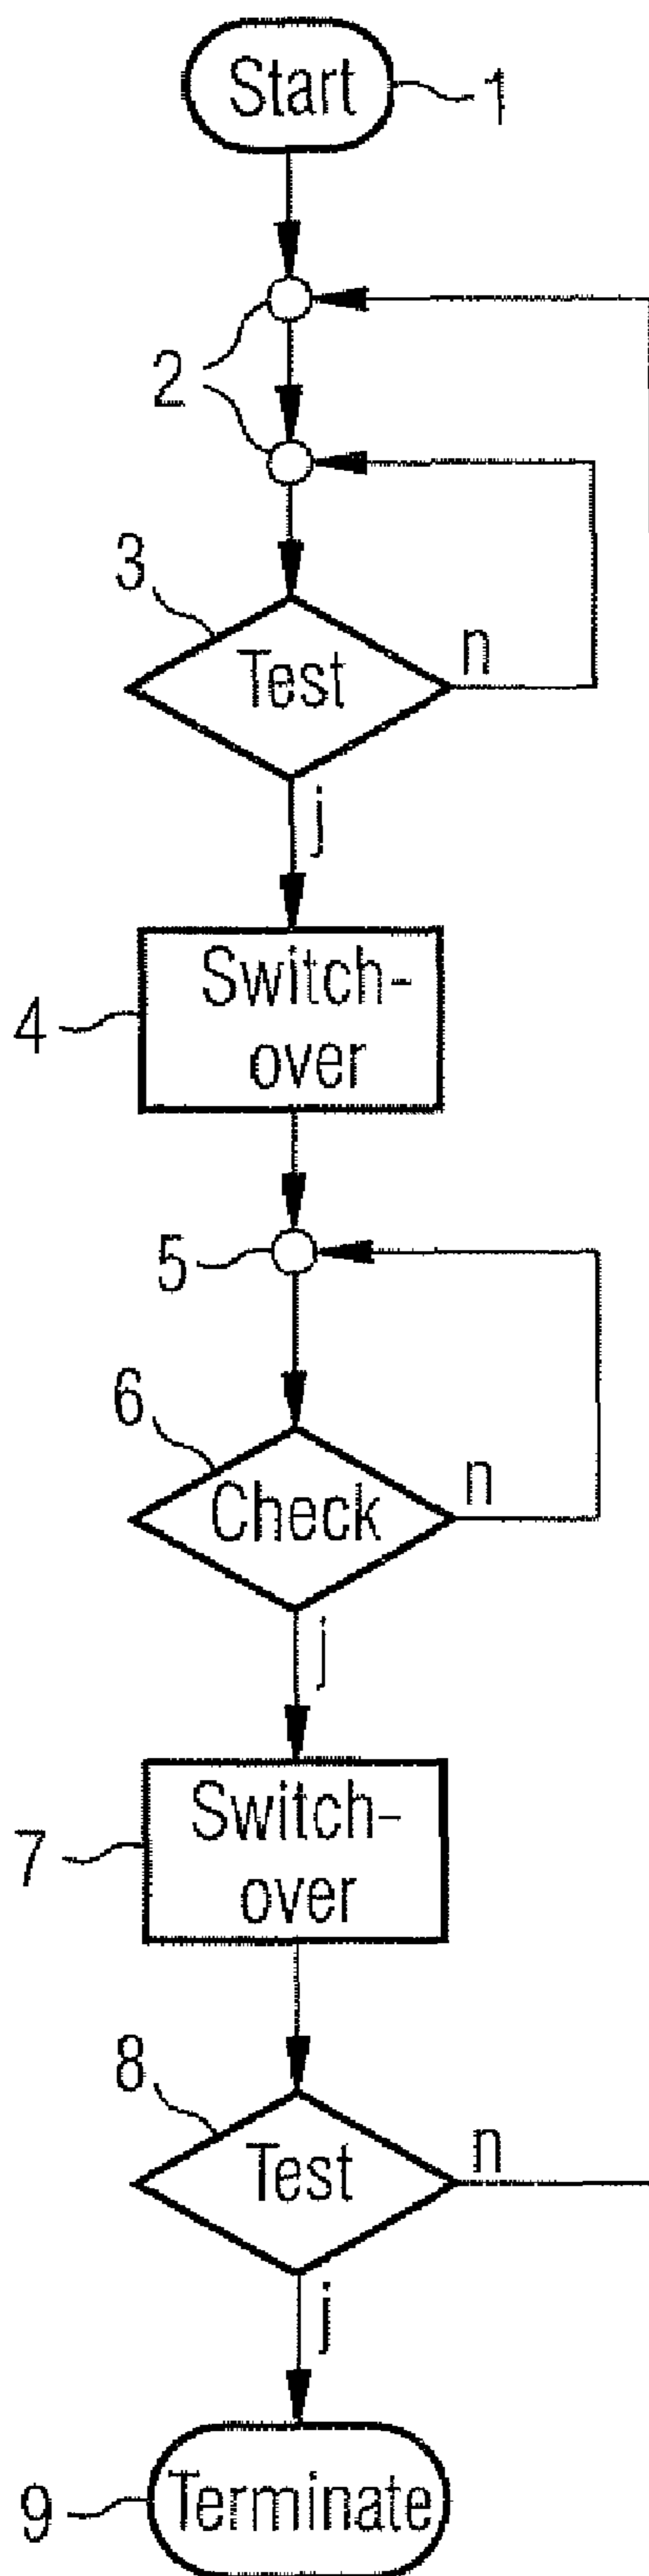 Start 1
2
3
Test n
j
4 Switch-
over
5
6
Check n
j
7 Switch-
over
8
Test n
j
9 Terminate